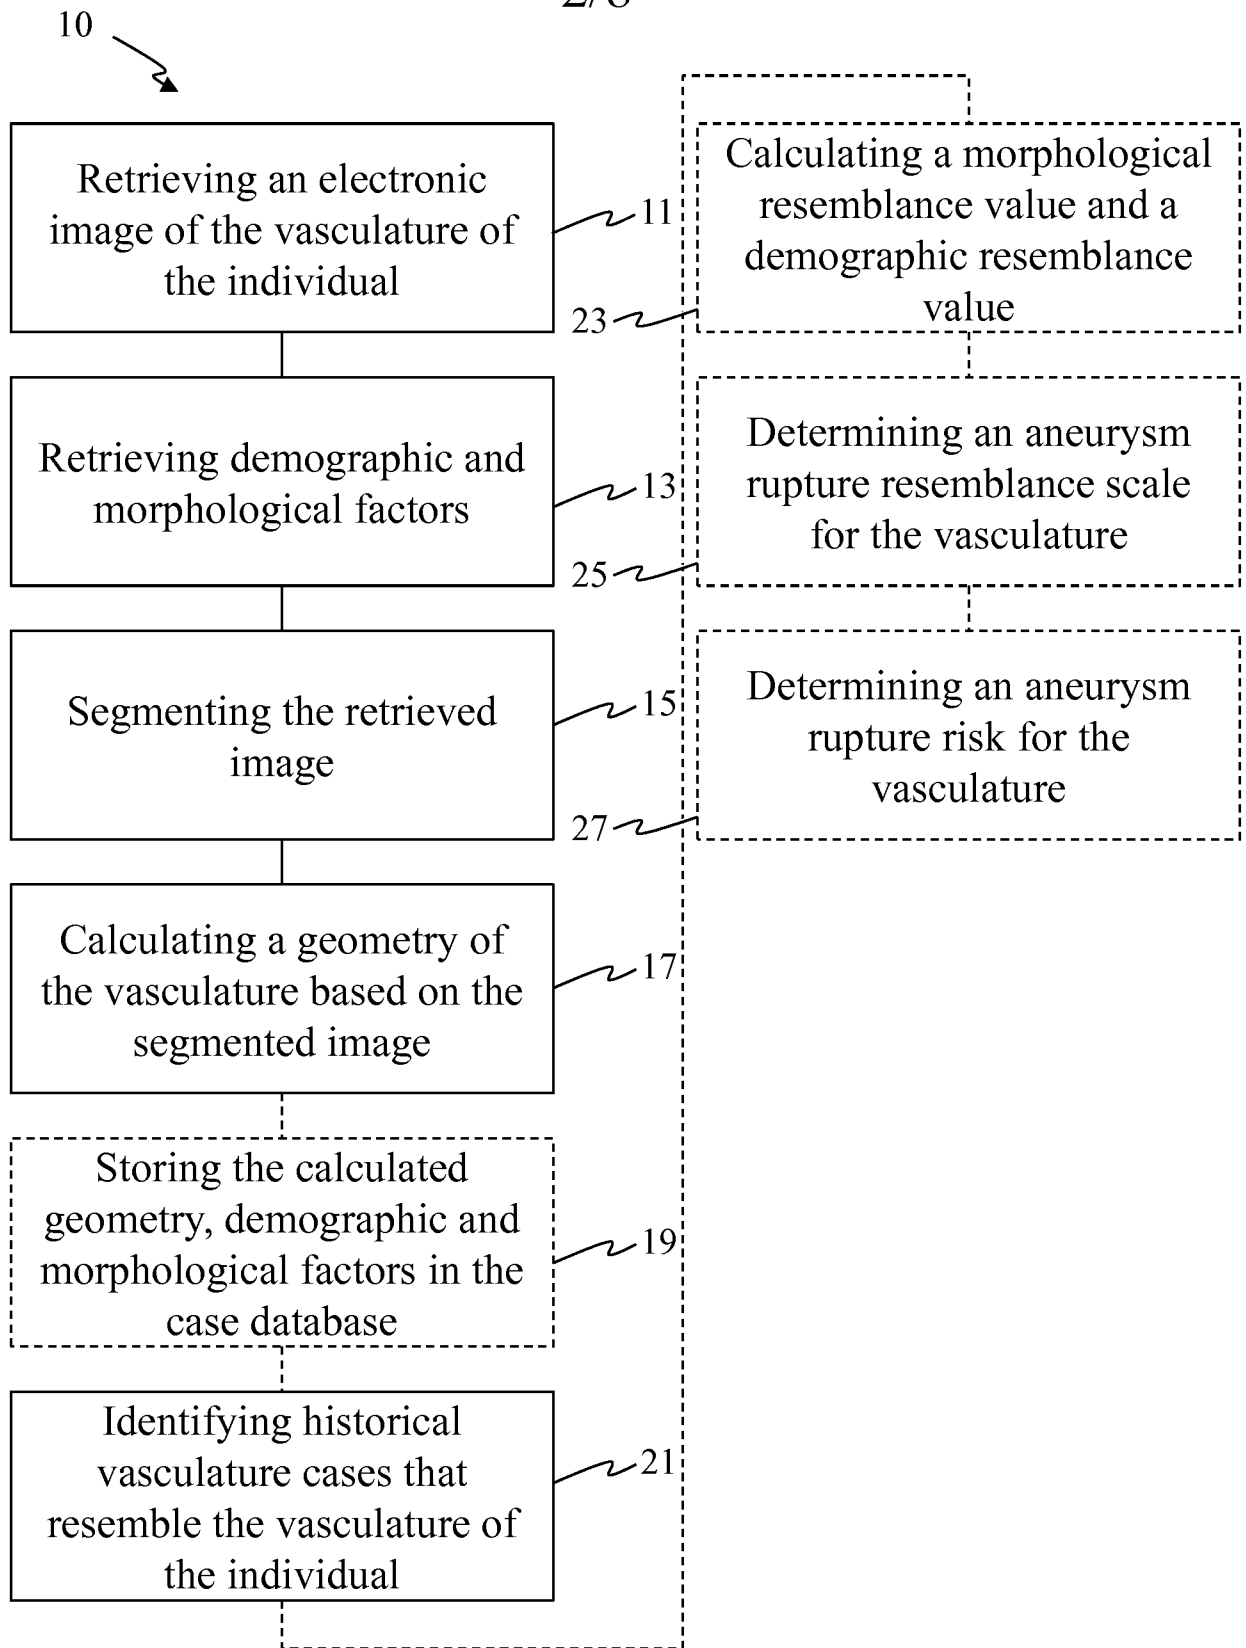 10
Retrieving an electronic
image of the vasculature of
the individual
11
Retrieving demographic and
morphological factors
13
Segmenting the retrieved
image
15
Calculating a geometry of
the vasculature based on the
segmented image
17
Storing the calculated
geometry, demographic and
morphological factors in the
case database
19
Identifying historical
vasculature cases that
resemble the vasculature of
the individual
21
Calculating a morphological
resemblance value and a
demographic resemblance
value
23
Determining an aneurysm
rupture resemblance scale
for the vasculature
25
Determining an aneurysm
rupture risk for the
vasculature
27